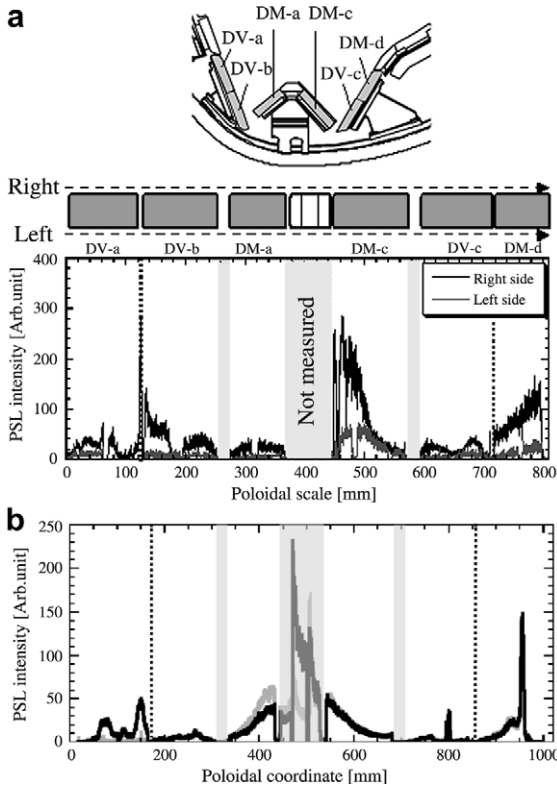 a
DM-a DM-c
DV-a
DM-d
DV-b
DV-c
Right
Left
DV-a DV-b DM-a DM-c DV-c DM-d
400
300
200
100
0
PSL intensity [Arb.unit]
Not measured
Right side
Left side
0 100 200 300 400 500 600 700 800
Poloidal scale [mm]
b
250
200
150
100
50
0
PSL intensity [Arb.unit]
0 200 400 600 800 1000
Poloidal coordinate [mm]